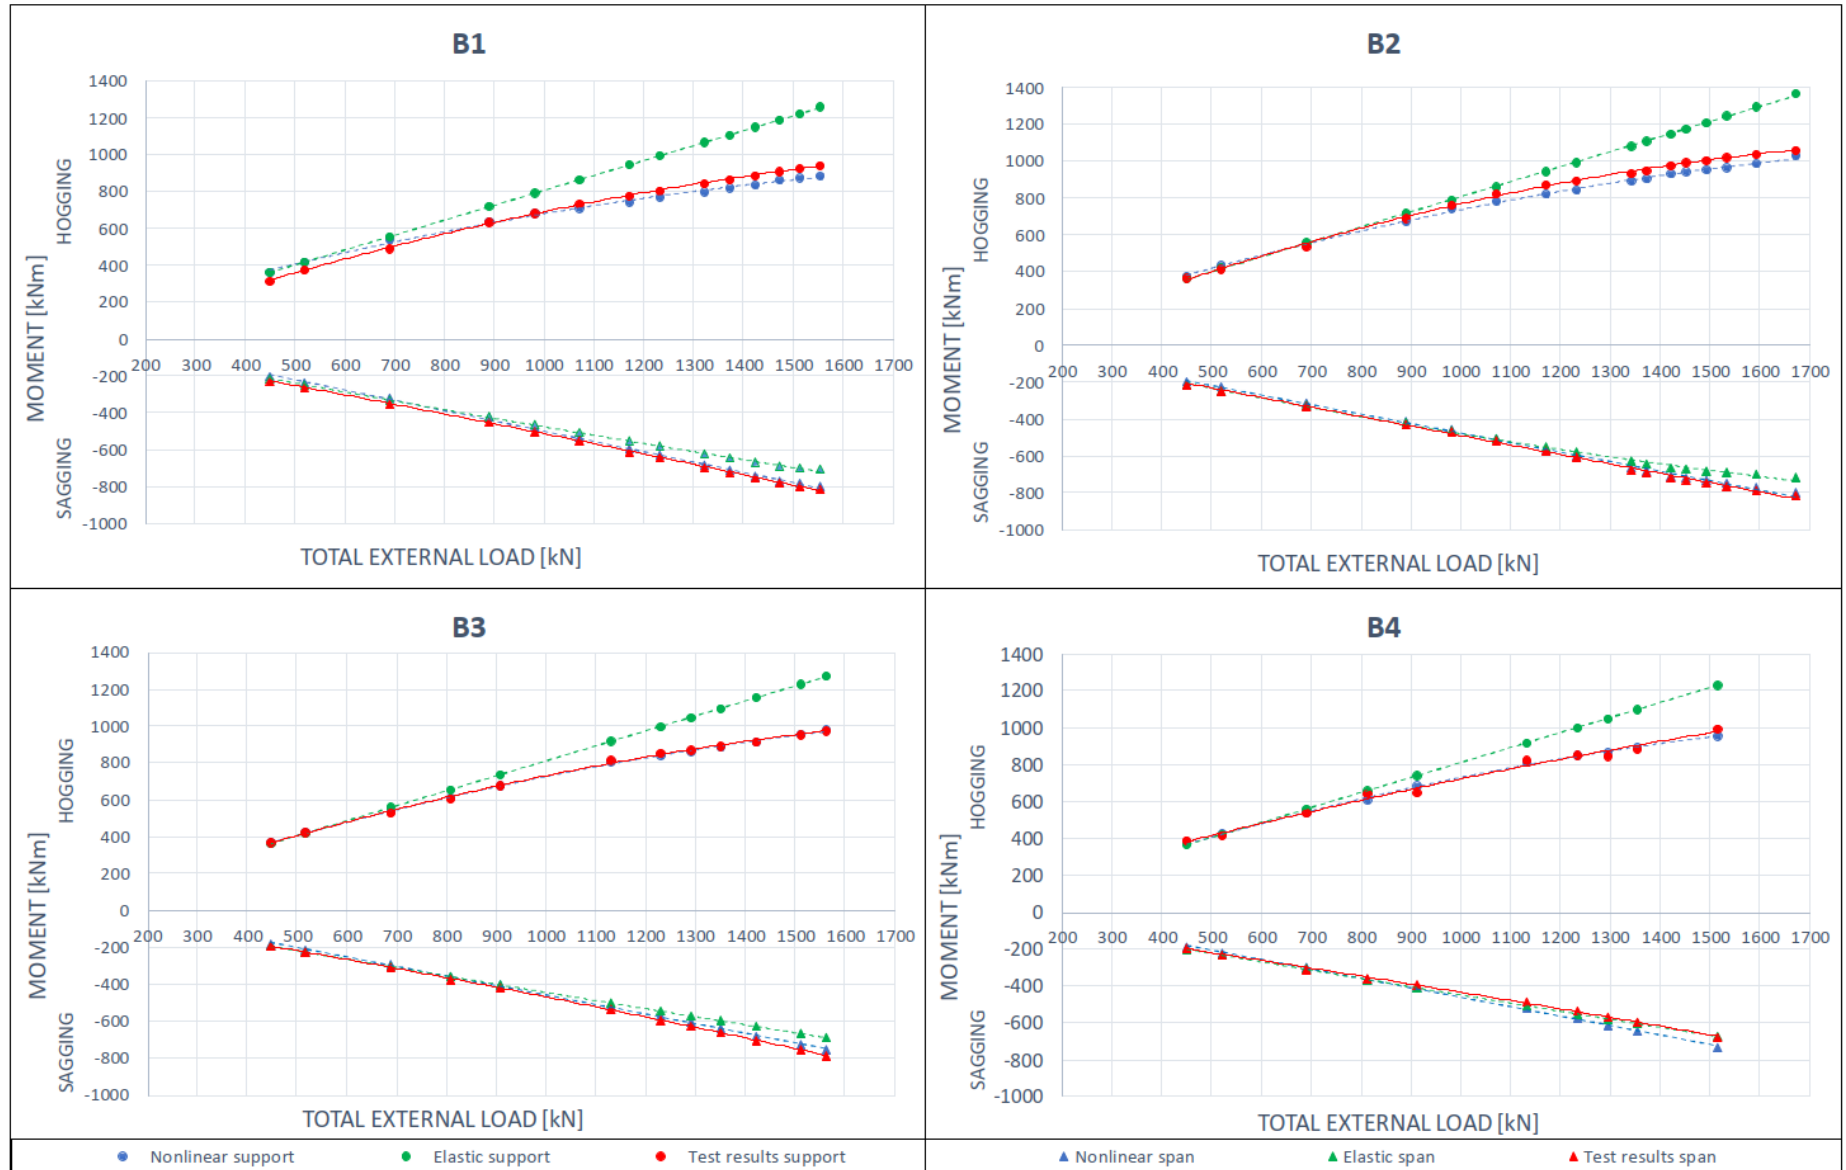 B1
1400
1200
1000
800
600
400
200
0
-200
-400
-600
-800
-1000
200 300 400 500 600 700 800 900 1000 1100 1200 1300 1400 1500 1600 1700
HOGGING
MOMENT [kNm]
SAGGING
TOTAL EXTERNAL LOAD [kN]
B2
1400
1200
1000
800
600
400
200
0
-200
-400
-600
-800
-1000
200 300 400 500 600 700 800 900 1000 1100 1200 1300 1400 1500 1600 1700
HOGGING
MOMENT [kNm]
SAGGING
TOTAL EXTERNAL LOAD [kN]
B3
1400
1200
1000
800
600
400
200
0
-200
-400
-600
-800
-1000
200 300 400 500 600 700 800 900 1000 1100 1200 1300 1400 1500 1600 1700
HOGGING
MOMENT [kNm]
SAGGING
TOTAL EXTERNAL LOAD [kN]
B4
1400
1200
1000
800
600
400
200
0
-200
-400
-600
-800
-1000
200 300 400 500 600 700 800 900 1000 1100 1200 1300 1400 1500 1600 1700
HOGGING
MOMENT [kNm]
SAGGING
TOTAL EXTERNAL LOAD [kN]
Nonlinear support Elastic support Test results support
Nonlinear span Elastic span Test results span